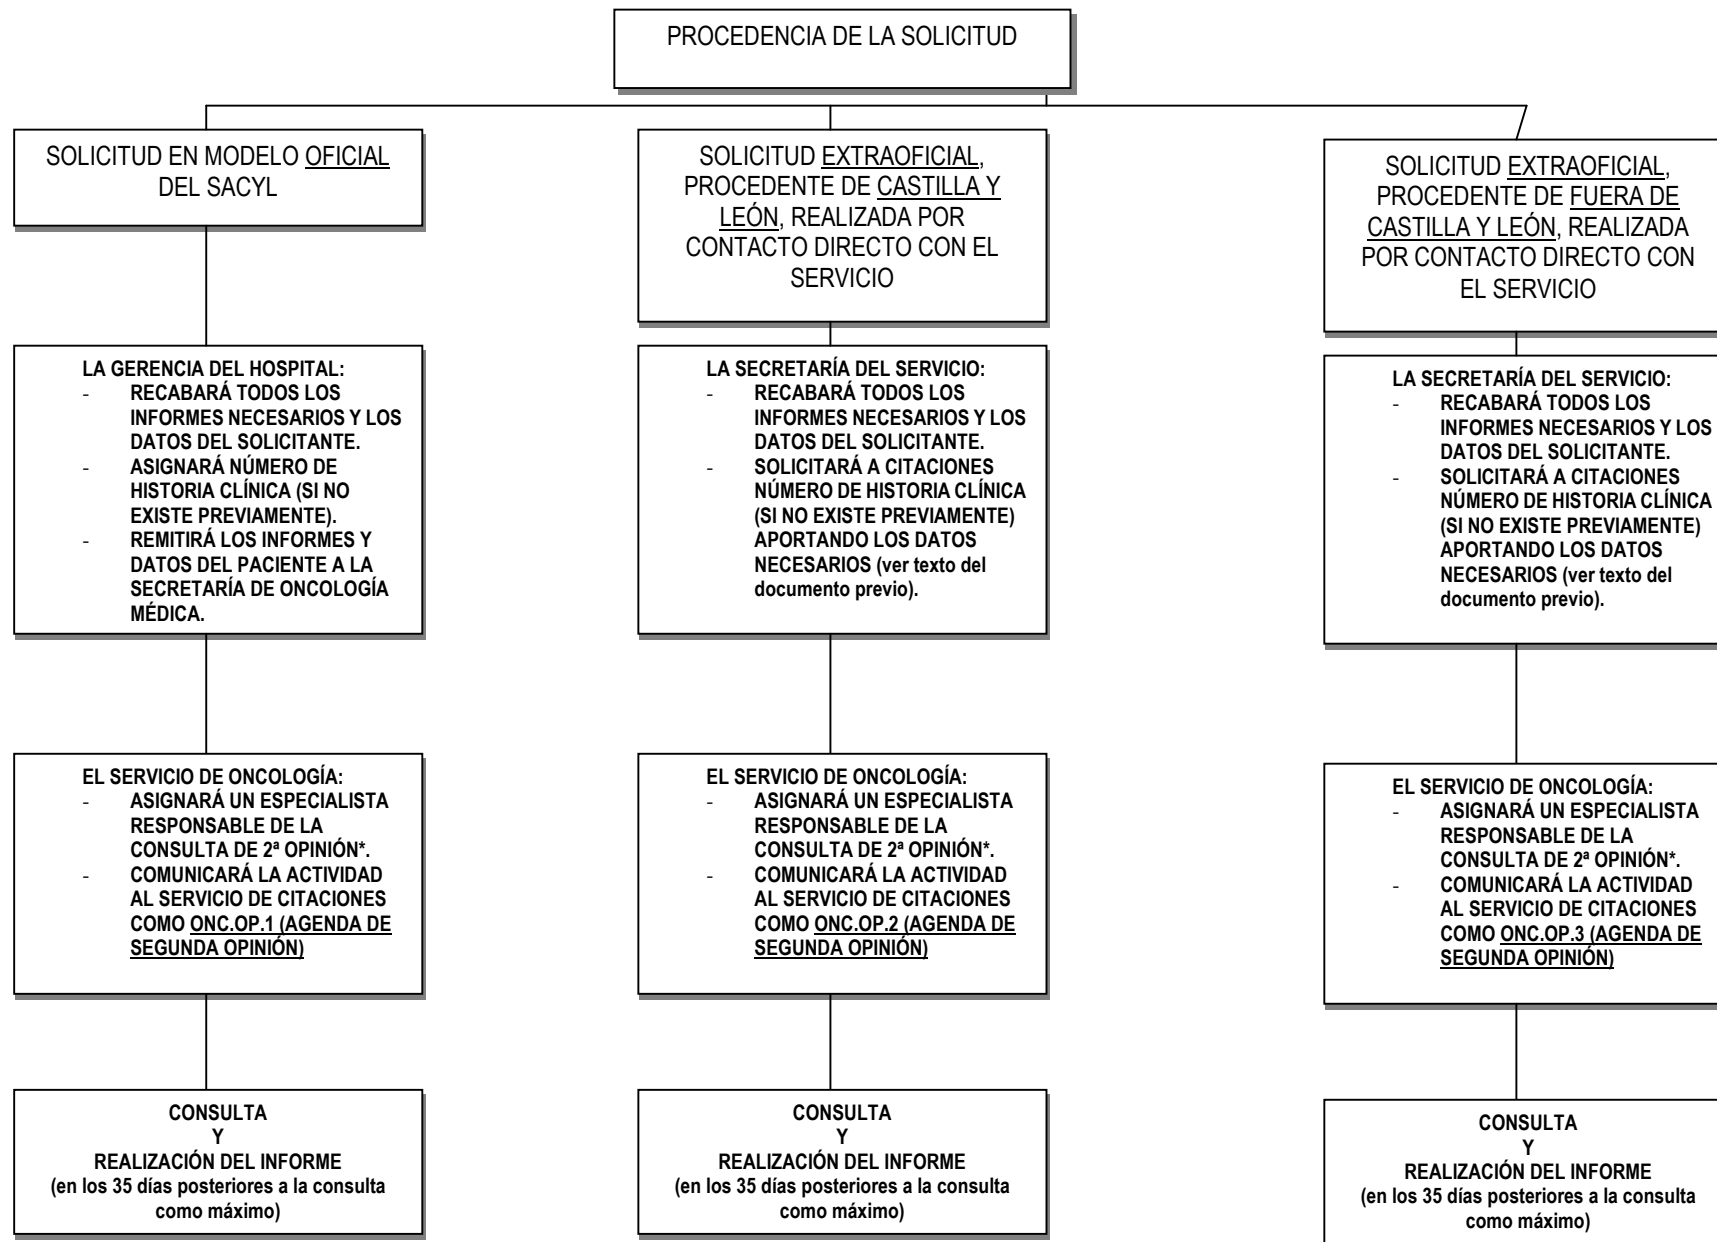 PROCEDENCIA DE LA SOLICITUD
SOLICITUD EN MODELO OFICIAL
DEL SACYL
SOLICITUD EXTRAOFICIAL,
PROCEDENTE DE CASTILLA Y
LEÓN, REALIZADA POR
CONTACTO DIRECTO CON EL
SERVICIO
SOLICITUD EXTRAOFICIAL,
PROCEDENTE DE FUERA DE
CASTILLA Y LEÓN, REALIZADA
POR CONTACTO DIRECTO CON
EL SERVICIO
LA GERENCIA DEL HOSPITAL:
- RECABARÁ TODOS LOS
INFORMES NECESARIOS Y LOS
DATOS DEL SOLICITANTE.
- ASIGNARÁ NÚMERO DE
HISTORIA CLÍNICA (SI NO
EXISTE PREVIAMENTE).
- REMITIRÁ LOS INFORMES Y
DATOS DEL PACIENTE A LA
SECRETARÍA DE ONCOLOGÍA
MÉDICA.
LA SECRETARÍA DEL SERVICIO:
- RECABARÁ TODOS LOS
INFORMES NECESARIOS Y LOS
DATOS DEL SOLICITANTE.
- SOLICITARÁ A CITACIONES
NÚMERO DE HISTORIA CLÍNICA
(SI NO EXISTE PREVIAMENTE)
APORTANDO LOS DATOS
NECESARIOS (ver texto del
documento previo).
LA SECRETARÍA DEL SERVICIO:
- RECABARÁ TODOS LOS
INFORMES NECESARIOS Y LOS
DATOS DEL SOLICITANTE.
- SOLICITARÁ A CITACIONES
NÚMERO DE HISTORIA CLÍNICA
(SI NO EXISTE PREVIAMENTE)
APORTANDO LOS DATOS
NECESARIOS (ver texto del
documento previo).
EL SERVICIO DE ONCOLOGÍA:
- ASIGNARÁ UN ESPECIALISTA
RESPONSABLE DE LA
CONSULTA DE 2ª OPINIÓN*.
- COMUNICARÁ LA ACTIVIDAD
AL SERVICIO DE CITACIONES
COMO ONC.OP.1 (AGENDA DE
SEGUNDA OPINIÓN)
EL SERVICIO DE ONCOLOGÍA:
- ASIGNARÁ UN ESPECIALISTA
RESPONSABLE DE LA
CONSULTA DE 2ª OPINIÓN*.
- COMUNICARÁ LA ACTIVIDAD
AL SERVICIO DE CITACIONES
COMO ONC.OP.2 (AGENDA DE
SEGUNDA OPINIÓN)
EL SERVICIO DE ONCOLOGÍA:
- ASIGNARÁ UN ESPECIALISTA
RESPONSABLE DE LA
CONSULTA DE 2ª OPINIÓN*.
- COMUNICARÁ LA ACTIVIDAD
AL SERVICIO DE CITACIONES
COMO ONC.OP.3 (AGENDA DE
SEGUNDA OPINIÓN)
CONSULTA
Y
REALIZACIÓN DEL INFORME
(en los 35 días posteriores a la consulta
como máximo)
CONSULTA
Y
REALIZACIÓN DEL INFORME
(en los 35 días posteriores a la consulta
como máximo)
CONSULTA
Y
REALIZACIÓN DEL INFORME
(en los 35 días posteriores a la consulta
como máximo)